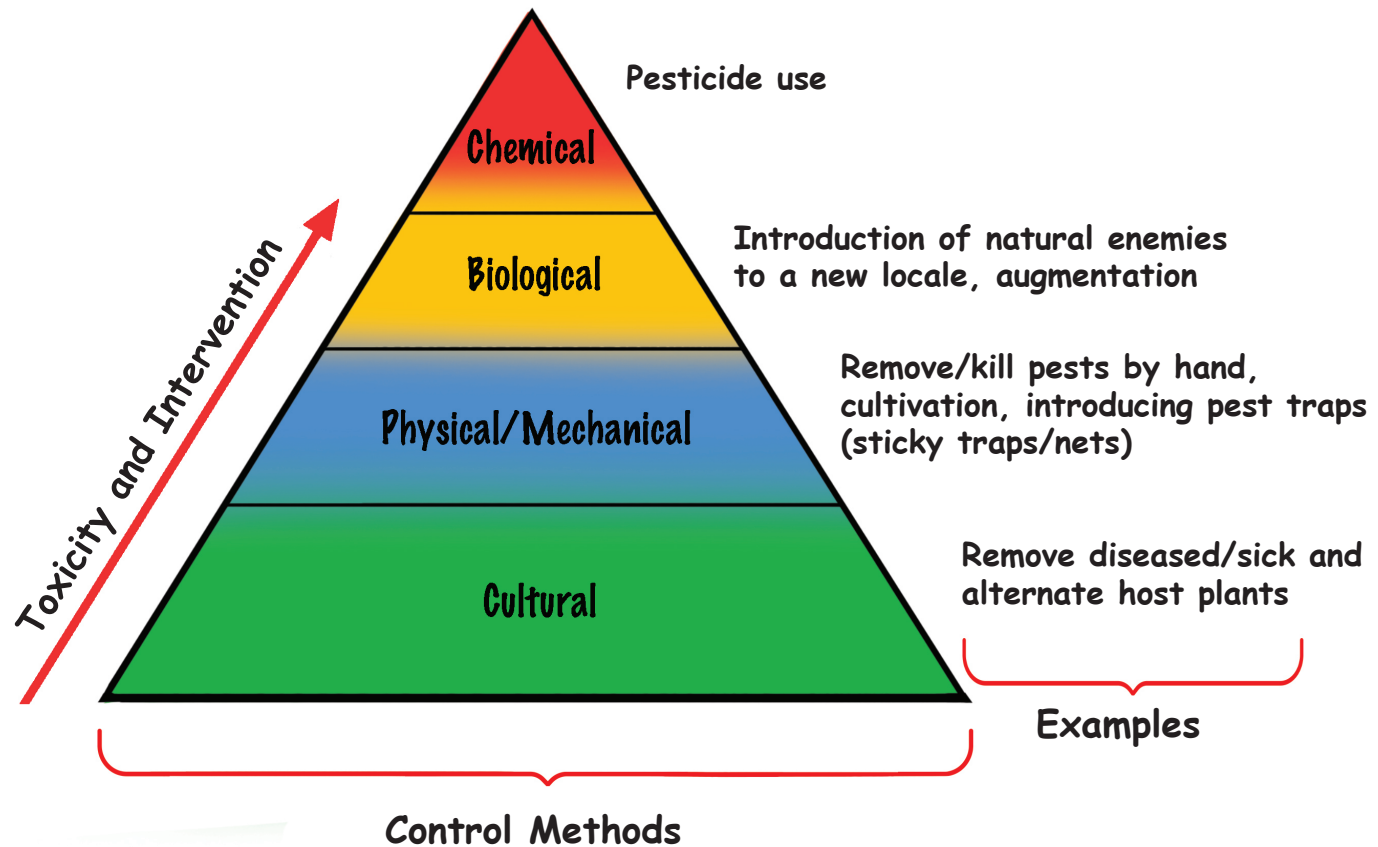 Pesticide use
Chemical
Introduction of natural enemies
to a new locale, augmentation
Biological
Remove/kill pests by hand,
cultivation, introducing pest traps
(sticky traps/nets)
Physical/Mechanical
Toxicity and Intervention
Remove diseased/sick and
alternate host plants
Cultural
Examples
Control Methods